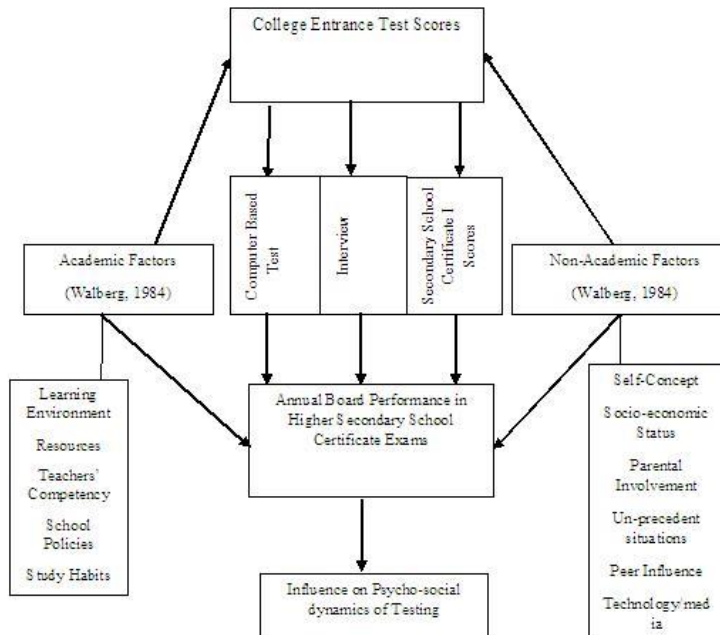 College Entrance Test Scores
Computer Based
Test
Interview
Secondary School
Certificate I
Scores
Academic Factors
(Walberg, 1984)
Non-Academic Factors
(Walberg, 1984)
Learning
Environment
Resources
Teachers'
Competency
School
Policies
Study Habits
Annual Board Performance in
Higher Secondary School
Certificate Exams
Self-Concept
Socio-economic
Status
Parental
Involvement
Un-precedent
situations
Peer Influence
Technology/med
ia
Influence on Psycho-social
dynamics of Testing